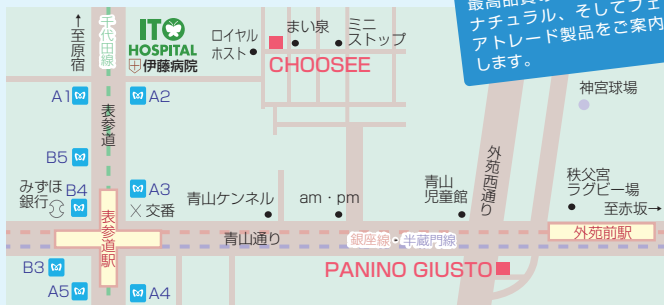 最高品質の
ナチュラル、そしてフェ
アトレード製品をご案内
します。
↑
至原宿
千代田線
ITO
HOSPITAL
伊藤病院
ロイヤル
ホスト
まい泉
ミニ
ストップ
CHOOSEE
神宮球場
A1
A2
表参道
B5
みずほ
銀行
B4
A3
交番
表参道駅
青山ケンネル
am・pm
青山
児童館
外苑西通り
秩父宮
ラグビー場
至赤坂→
青山通り
銀座線・半蔵門線
外苑前駅
B3
A5
A4
PANINO GIUSTO